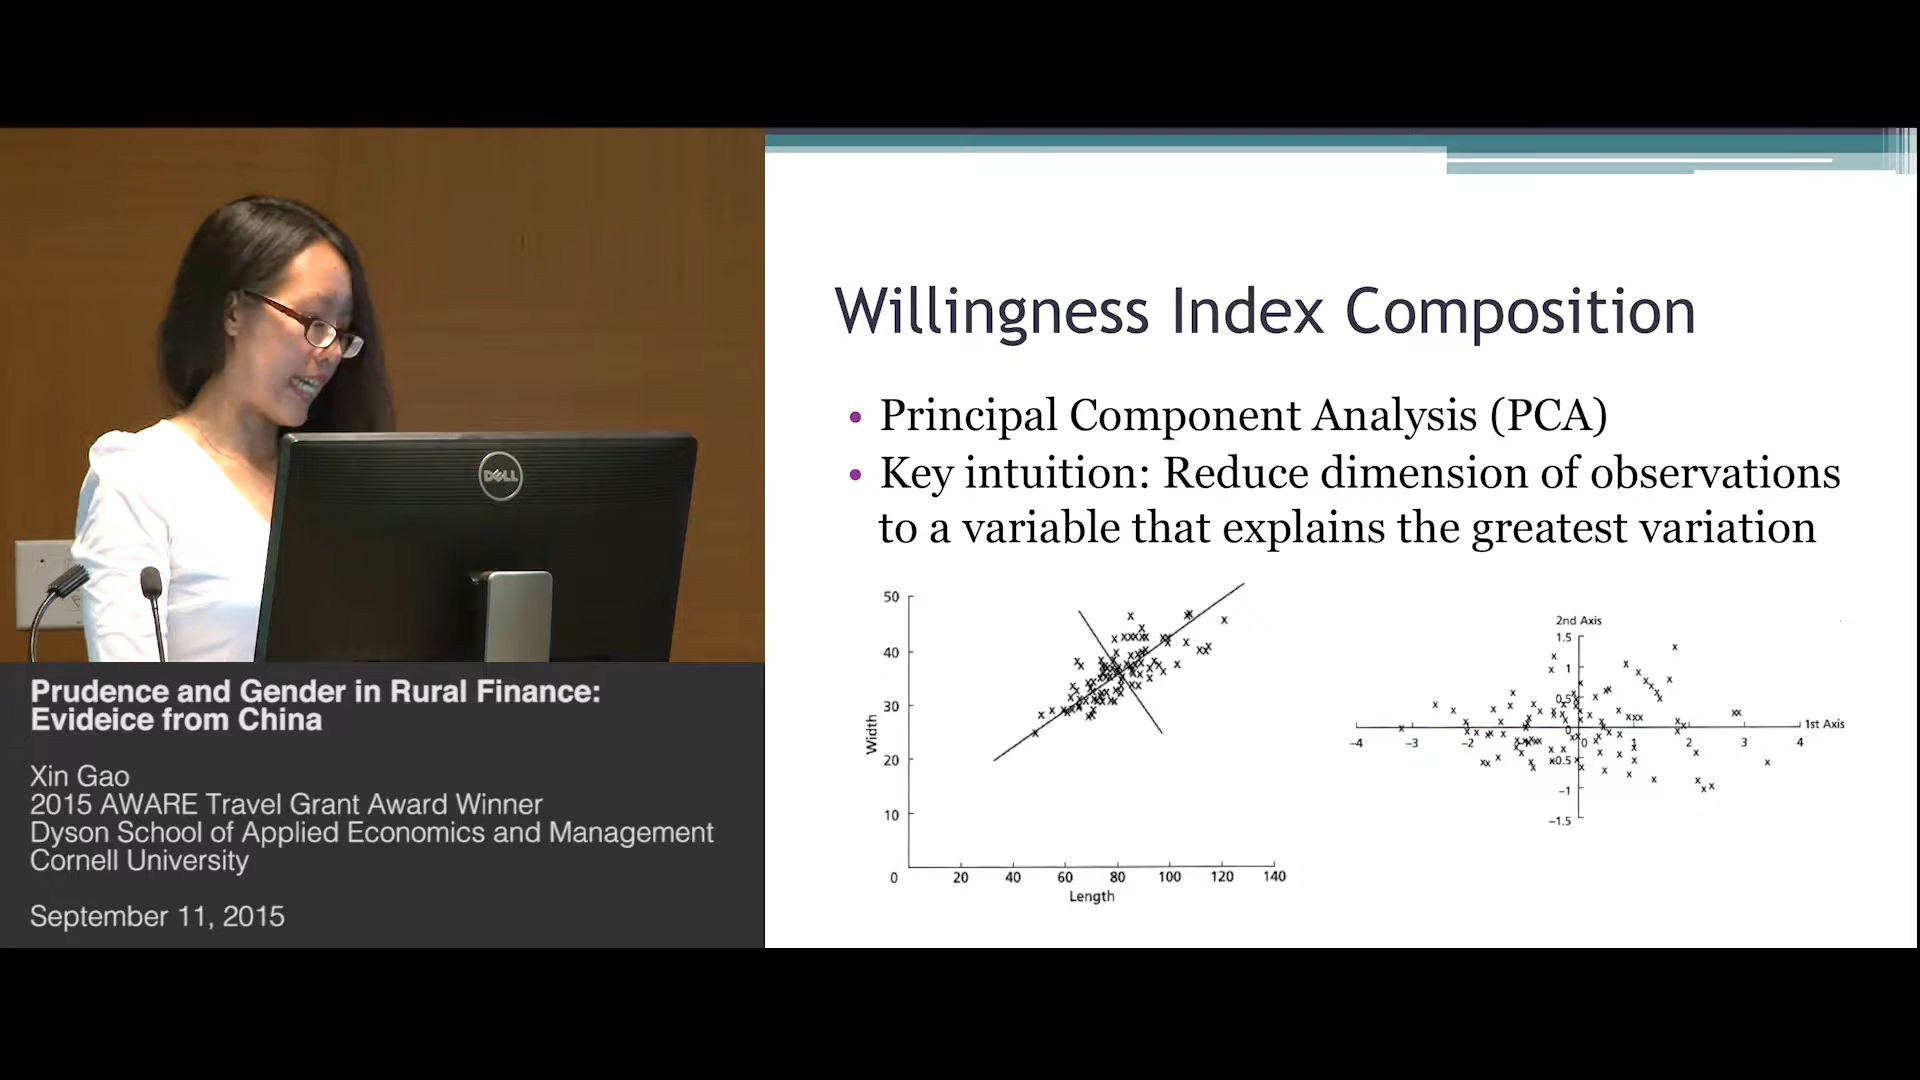 DELL
Prudence and Gender in Rural Finance:
Evideice from China
Xin Gao
2015 AWARE Travel Grant Award Winner
Dyson School of Applied Economics and Management
Cornell University
September 11, 2015
Willingness Index Composition
• Principal Component Analysis (PCA)
• Key intuition: Reduce dimension of observations
to a variable that explains the greatest variation
50
40
30
20
10
0
20 40 60 80 100 120 140
Width
Length
2nd Axis
1.5
1
0.5
0
-0.5
-1
-1.5
-4 -3 -2 -1 0 1 2 3 4
1st Axis